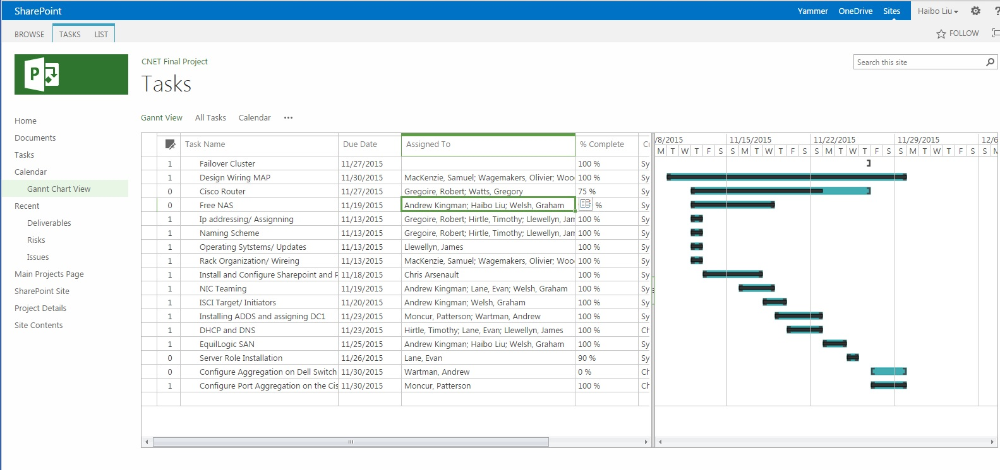 SharePoint Yammer OneDrive Sites Haibo Liu ?
BROWSE TASKS LIST FOLLOW
P
CNET Final Project
Search this site
Tasks
Gannt View All Tasks Calendar •••
Home
Documents
Tasks
Calendar
Gannt Chart View
Recent
Deliverables
Risks
Issues
Main Projects Page
SharePoint Site
Project Details
Site Contents
Task Name Due Date Assigned To % Complete
/8/2015 11/15/2015 11/22/2015 11/29/2015 12/6
M T W T F S S M T W T F S S M T W T F S S M T W T F S S M
1 Failover Cluster 11/27/2015 100 % Sy
1 Design Wiring MAP 11/30/2015 MacKenzie, Samuel; Wagemakers, Olivier; Woo 100 % Sy
0 Cisco Router 11/27/2015 Gregoire, Robert; Watts, Gregory 75 % Sy
0 Free NAS 11/19/2015 Andrew Kingman; Haibo Liu; Welsh, Graham % Sy
1 Ip addressing/ Assignning 11/13/2015 Gregoire, Robert; Hirtle, Timothy; Llewellyn, Jam 100 % Sy
1 Naming Scheme 11/13/2015 Gregoire, Robert; Hirtle, Timothy; Llewellyn, Jam 100 % Sy
1 Operating Sytstems/ Updates 11/13/2015 Llewellyn, James 100 % Sy
1 Rack Organization/ Wireing 11/13/2015 MacKenzie, Samuel; Wagemakers, Olivier; Woo 100 % Sy
1 Install and Configure Sharepoint and P 11/18/2015 Chris Arsenault 100 % Sy
1 NIC Teaming 11/19/2015 Andrew Kingman; Lane, Evan; Welsh, Graham 100 % Sy
1 ISCI Target/ Initiators 11/20/2015 Andrew Kingman; Welsh, Graham 100 % Sy
1 Installing ADDS and assigning DC1 11/23/2015 Moncur, Patterson; Wartman, Andrew 100 % Sy
1 DHCP and DNS 11/23/2015 Hirtle, Timothy; Lane, Evan; Llewellyn, James 100 % Ch
1 EquilLogic SAN 11/25/2015 Andrew Kingman; Haibo Liu; Welsh, Graham 100 % Sy
0 Server Role Installation 11/26/2015 Lane, Evan 90 % Sy
0 Configure Aggregation on Dell Switch 11/30/2015 Wartman, Andrew 0 % Ch
1 Configure Port Aggregation on the Cis 11/30/2015 Moncur, Patterson 100 % Ch